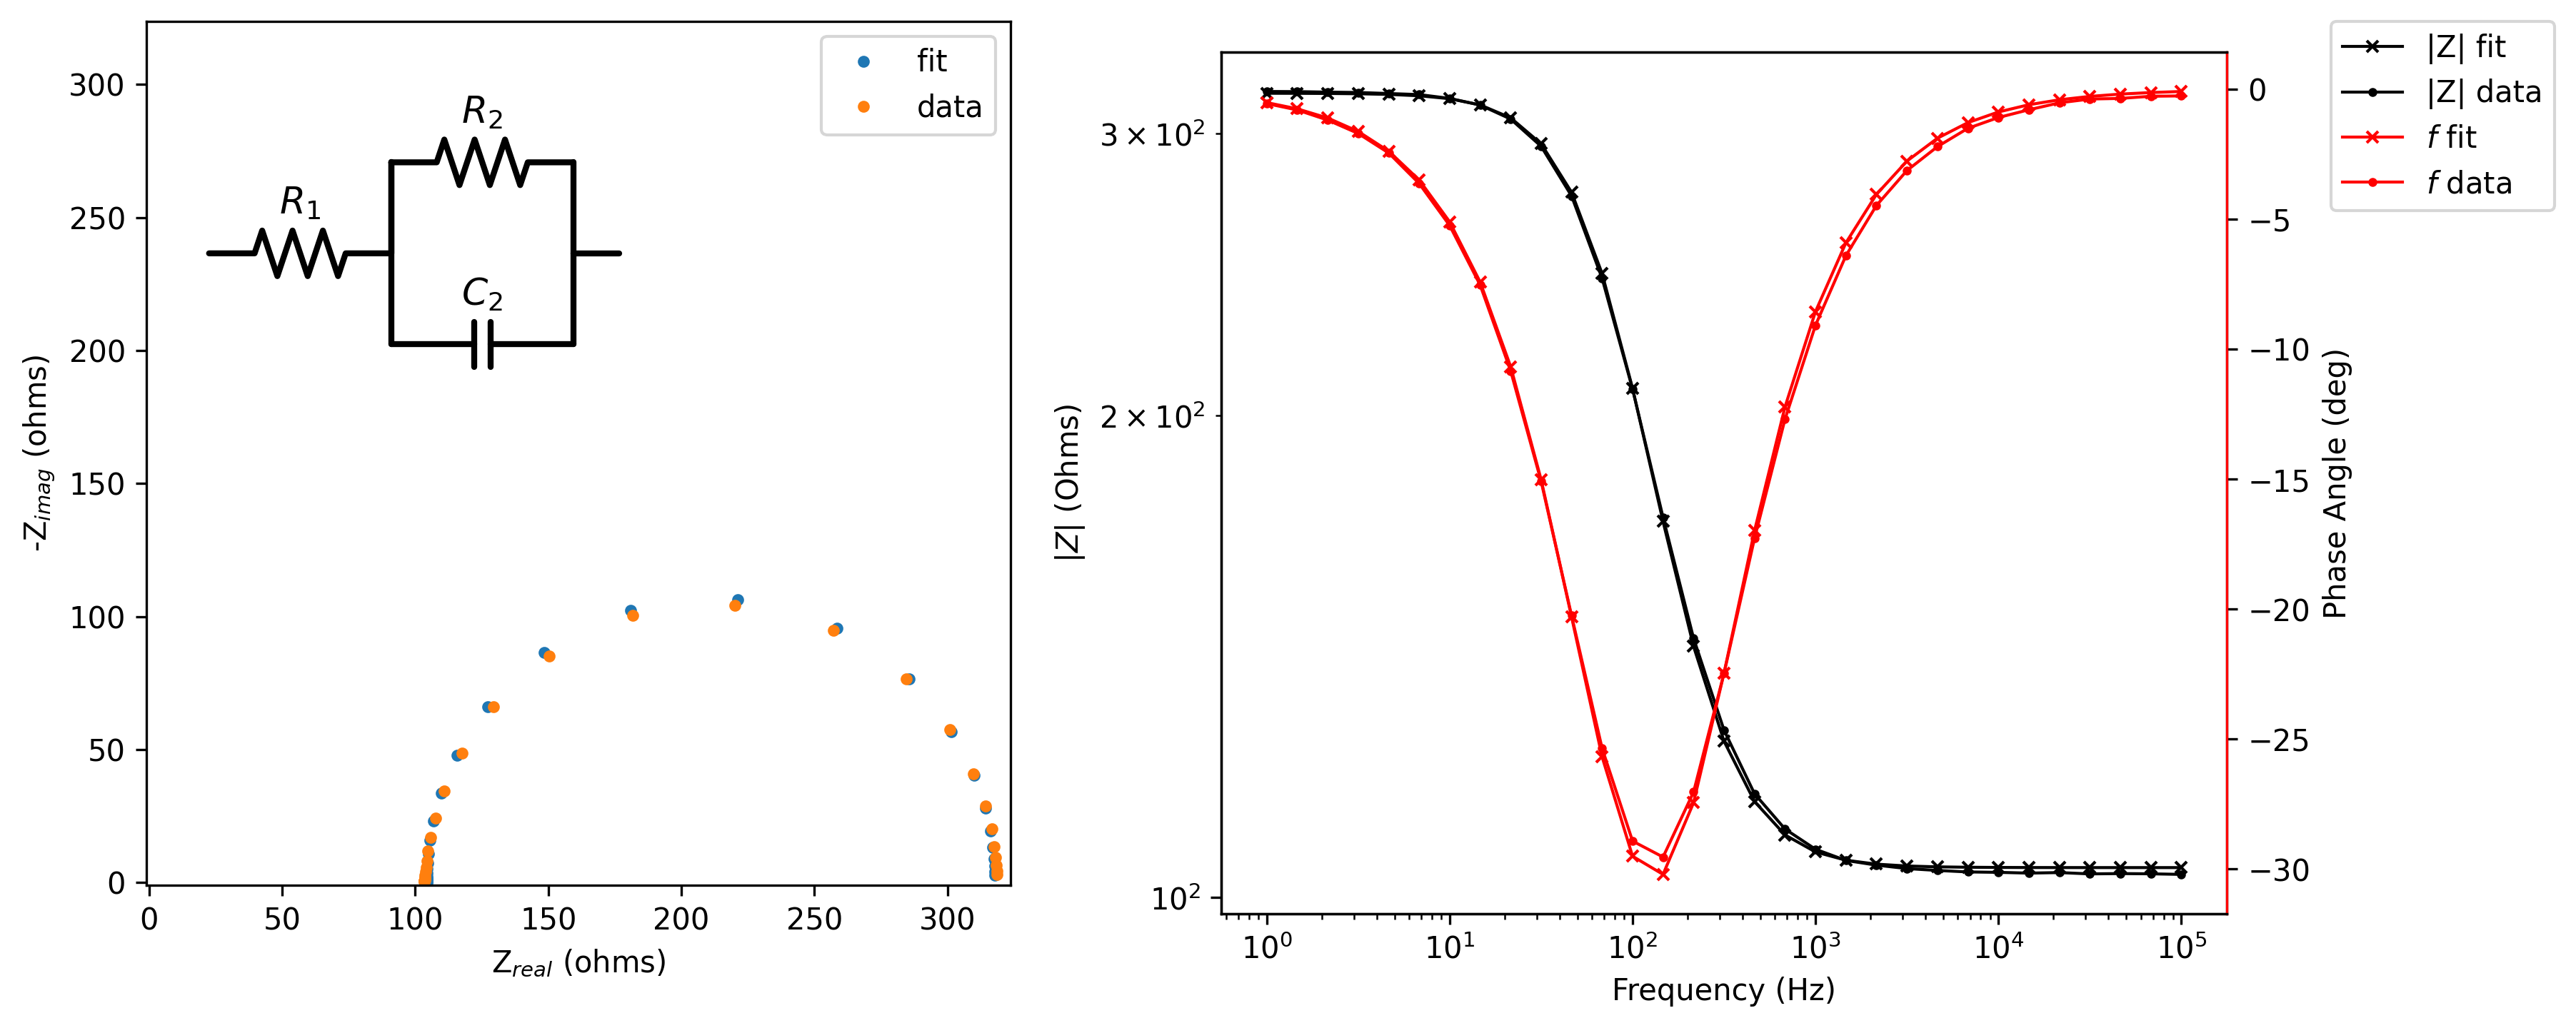 fit
data
R₂
R₁
C₂
300
250
200
150
100
50
0
-Z_imag (ohms)
0 50 100 150 200 250 300
Z_real (ohms)
|Z| fit
|Z| data
f fit
f data
3 × 10²
2 × 10²
10²
|Z| (Ohms)
0
−5
−10
−15
−20
−25
−30
Phase Angle (deg)
10⁰ 10¹ 10² 10³ 10⁴ 10⁵
Frequency (Hz)